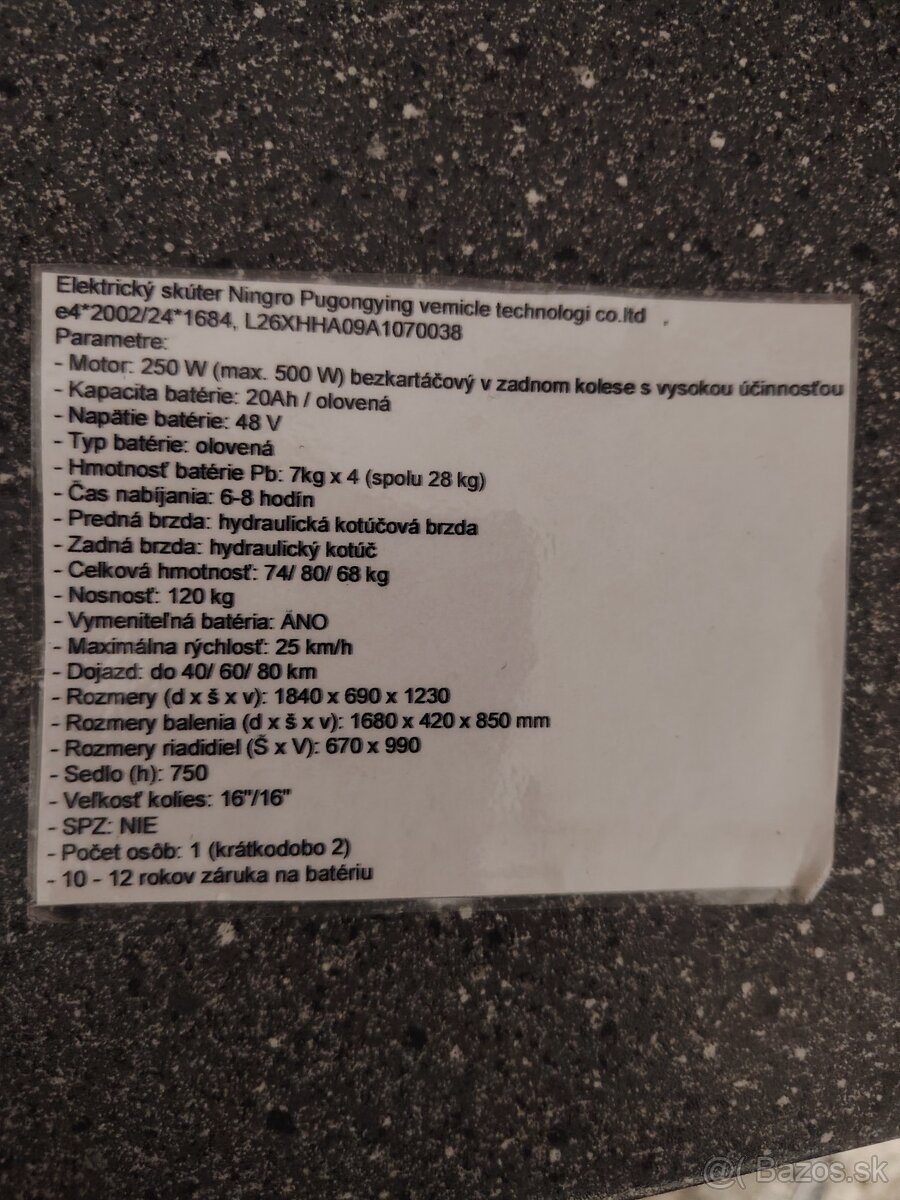 Elektrický skúter Ningro Pugongying vemicle technologi co.ltd
e4*2002/24*1684, L26XHHA09A1070038
Parametre:
- Motor: 250 W (max. 500 W) bezkartáčový v zadnom kolese s vysokou účinnosťou
- Kapacita batérie: 20Ah / olovená
- Napätie batérie: 48 V
- Typ batérie: olovená
- Hmotnosť batérie Pb: 7kg x 4 (spolu 28 kg)
- Čas nabíjania: 6-8 hodín
- Predná brzda: hydraulická kotúčová brzda
- Zadná brzda: hydraulický kotúč
- Celková hmotnosť: 74/ 80/ 68 kg
- Nosnosť: 120 kg
- Vymeniteľná batéria: ÁNO
- Maximálna rýchlosť: 25 km/h
- Dojazd: do 40/ 60/ 80 km
- Rozmery (d x š x v): 1840 x 690 x 1230
- Rozmery balenia (d x š x v): 1680 x 420 x 850 mm
- Rozmery riadidiel (Š x V): 670 x 990
- Sedlo (h): 750
- Veľkosť kolies: 16"/16"
- SPZ: NIE
- Počet osôb: 1 (krátkodobo 2)
- 10 - 12 rokov záruka na batériu
Bazos.sk